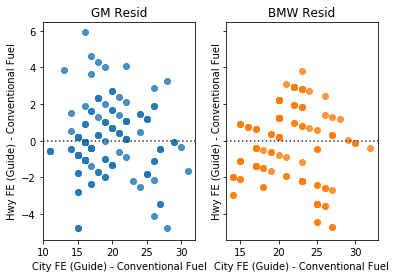 GM Resid
BMW Resid
Hwy FE (Guide) - Conventional Fuel
6
4
2
0
−2
−4
10 15 20 25 30
City FE (Guide) - Conventional Fuel
Hwy FE (Guide) - Conventional Fuel
15 20 25 30
City FE (Guide) - Conventional Fuel